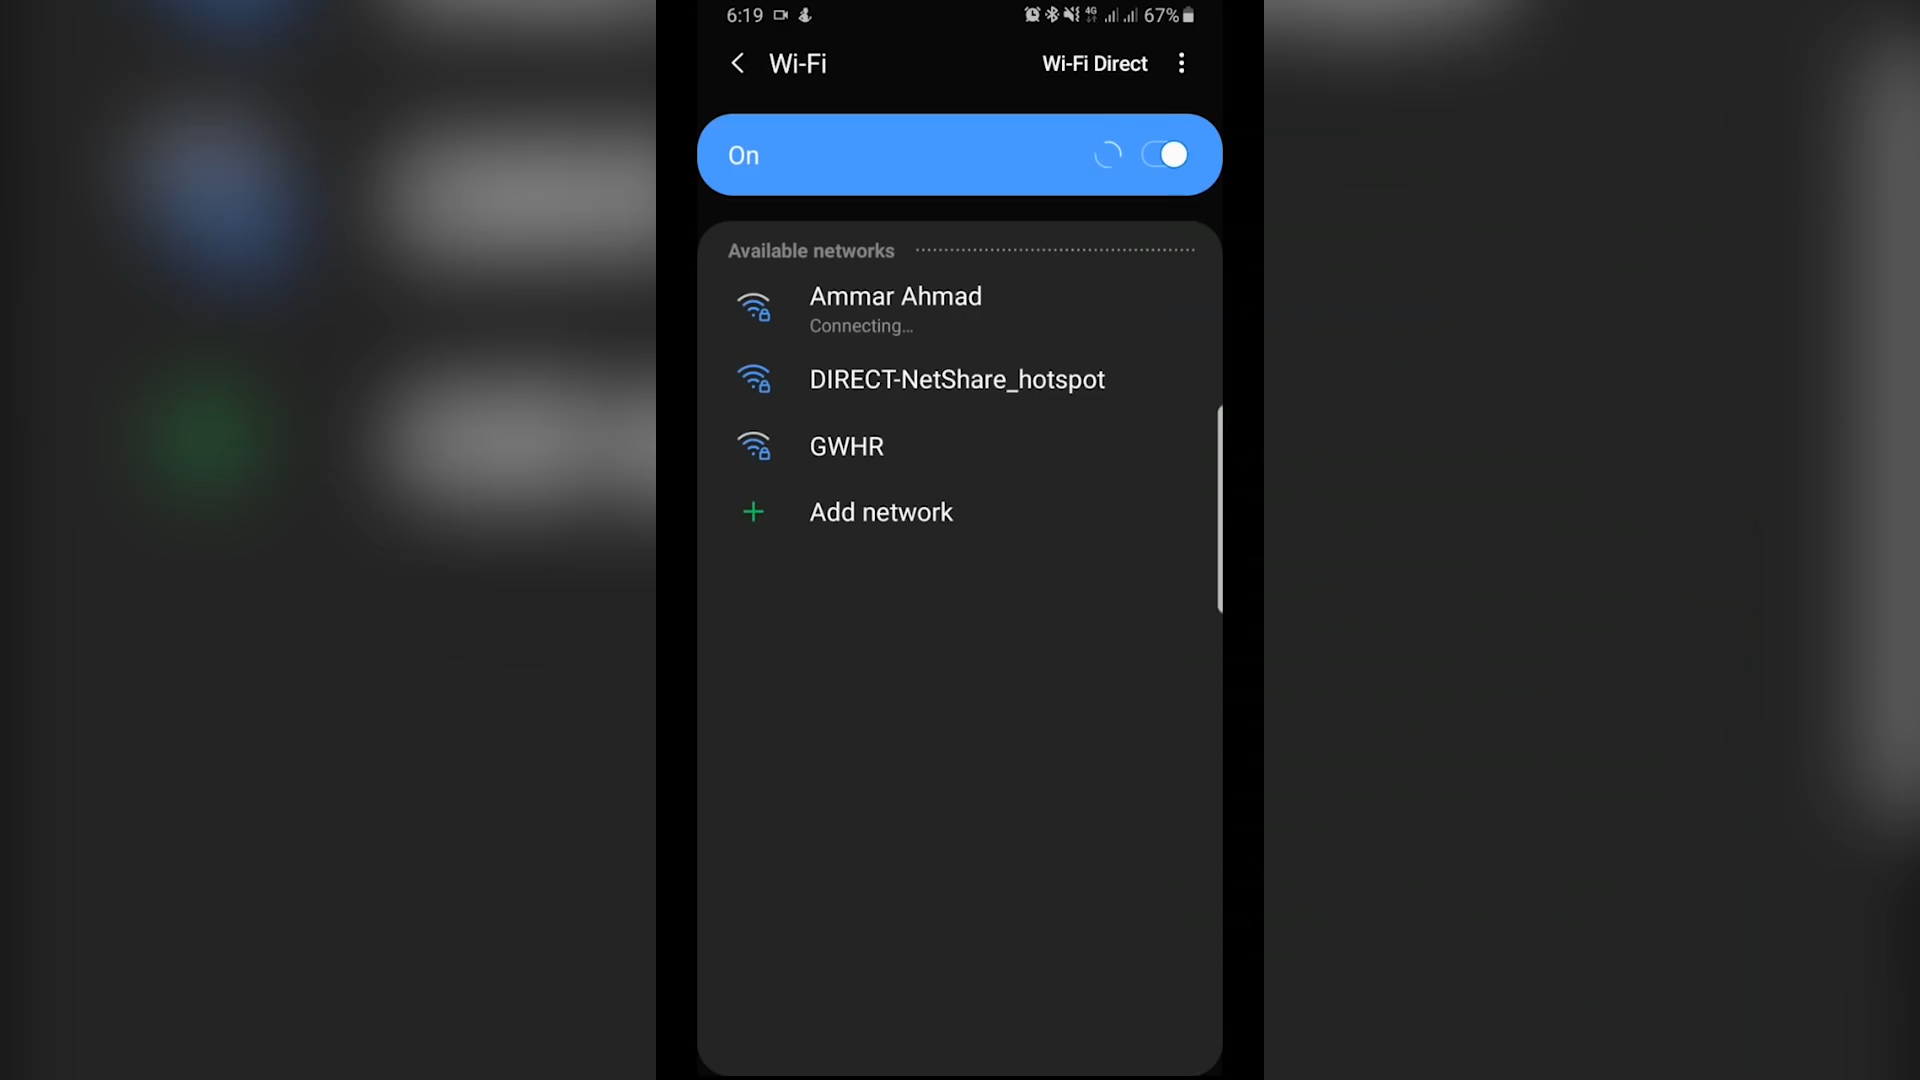 6:19 4G 67%
Wi-Fi Wi-Fi Direct
On
Available networks
Ammar Ahmad
Connecting...
DIRECT-NetShare_hotspot
GWHR
Add network